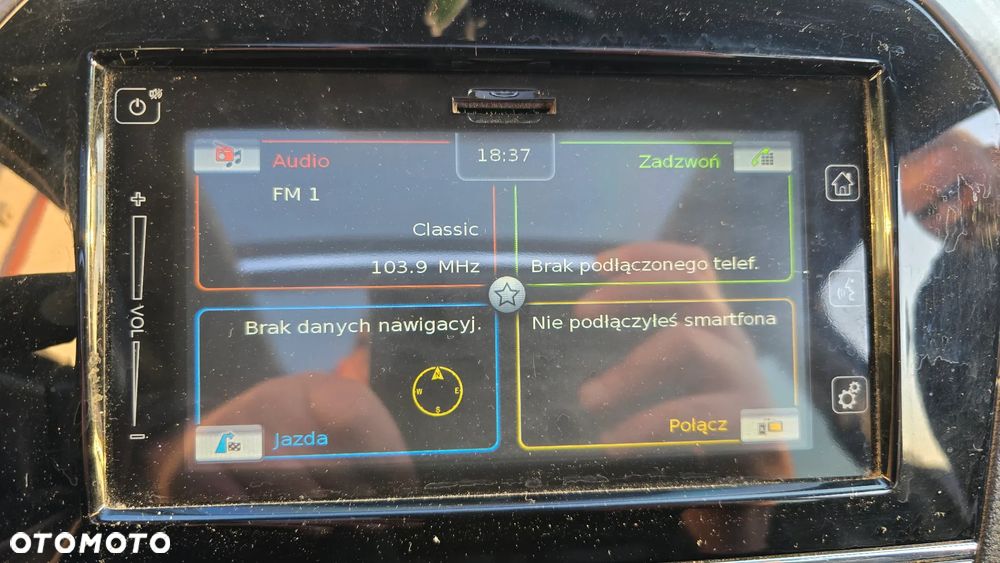 18:37
Audio
FM 1
Classic
103.9 MHz
Zadzwoń
Brak podłączonego telef.
Brak danych nawigacyj.
N
W E
S
Jazda
Nie podłączyłeś smartfona
Połącz
+
VOL
-
OTOMOTO